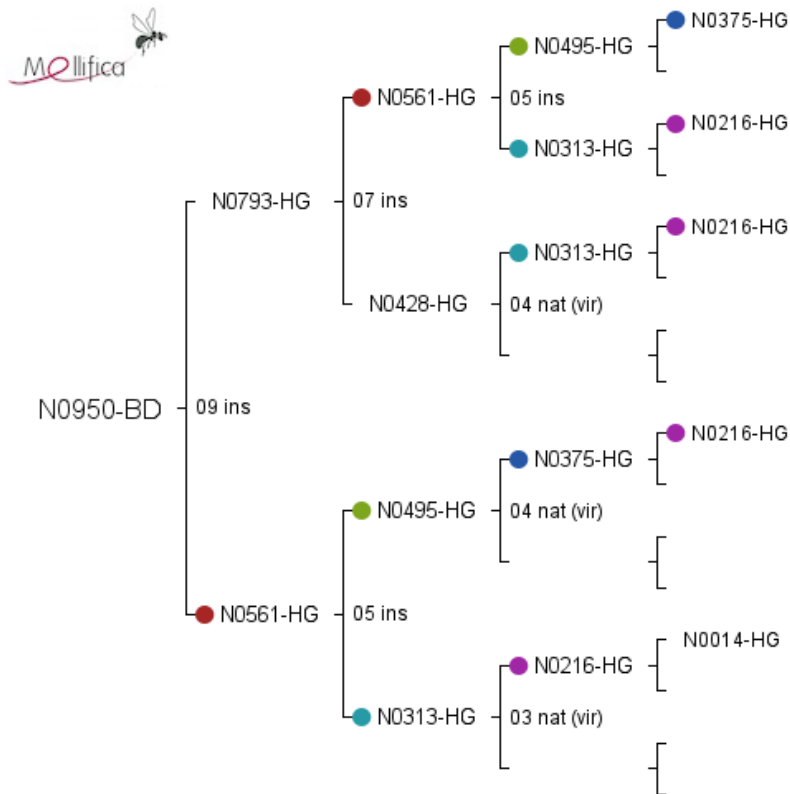 Mellifica
N0375-HG
N0495-HG
N0561-HG
05 ins
N0216-HG
N0313-HG
N0793-HG
07 ins
N0216-HG
N0313-HG
N0428-HG
04 nat (vir)
N0950-BD
09 ins
N0216-HG
N0375-HG
N0495-HG
04 nat (vir)
N0561-HG
05 ins
N0014-HG
N0216-HG
N0313-HG
03 nat (vir)